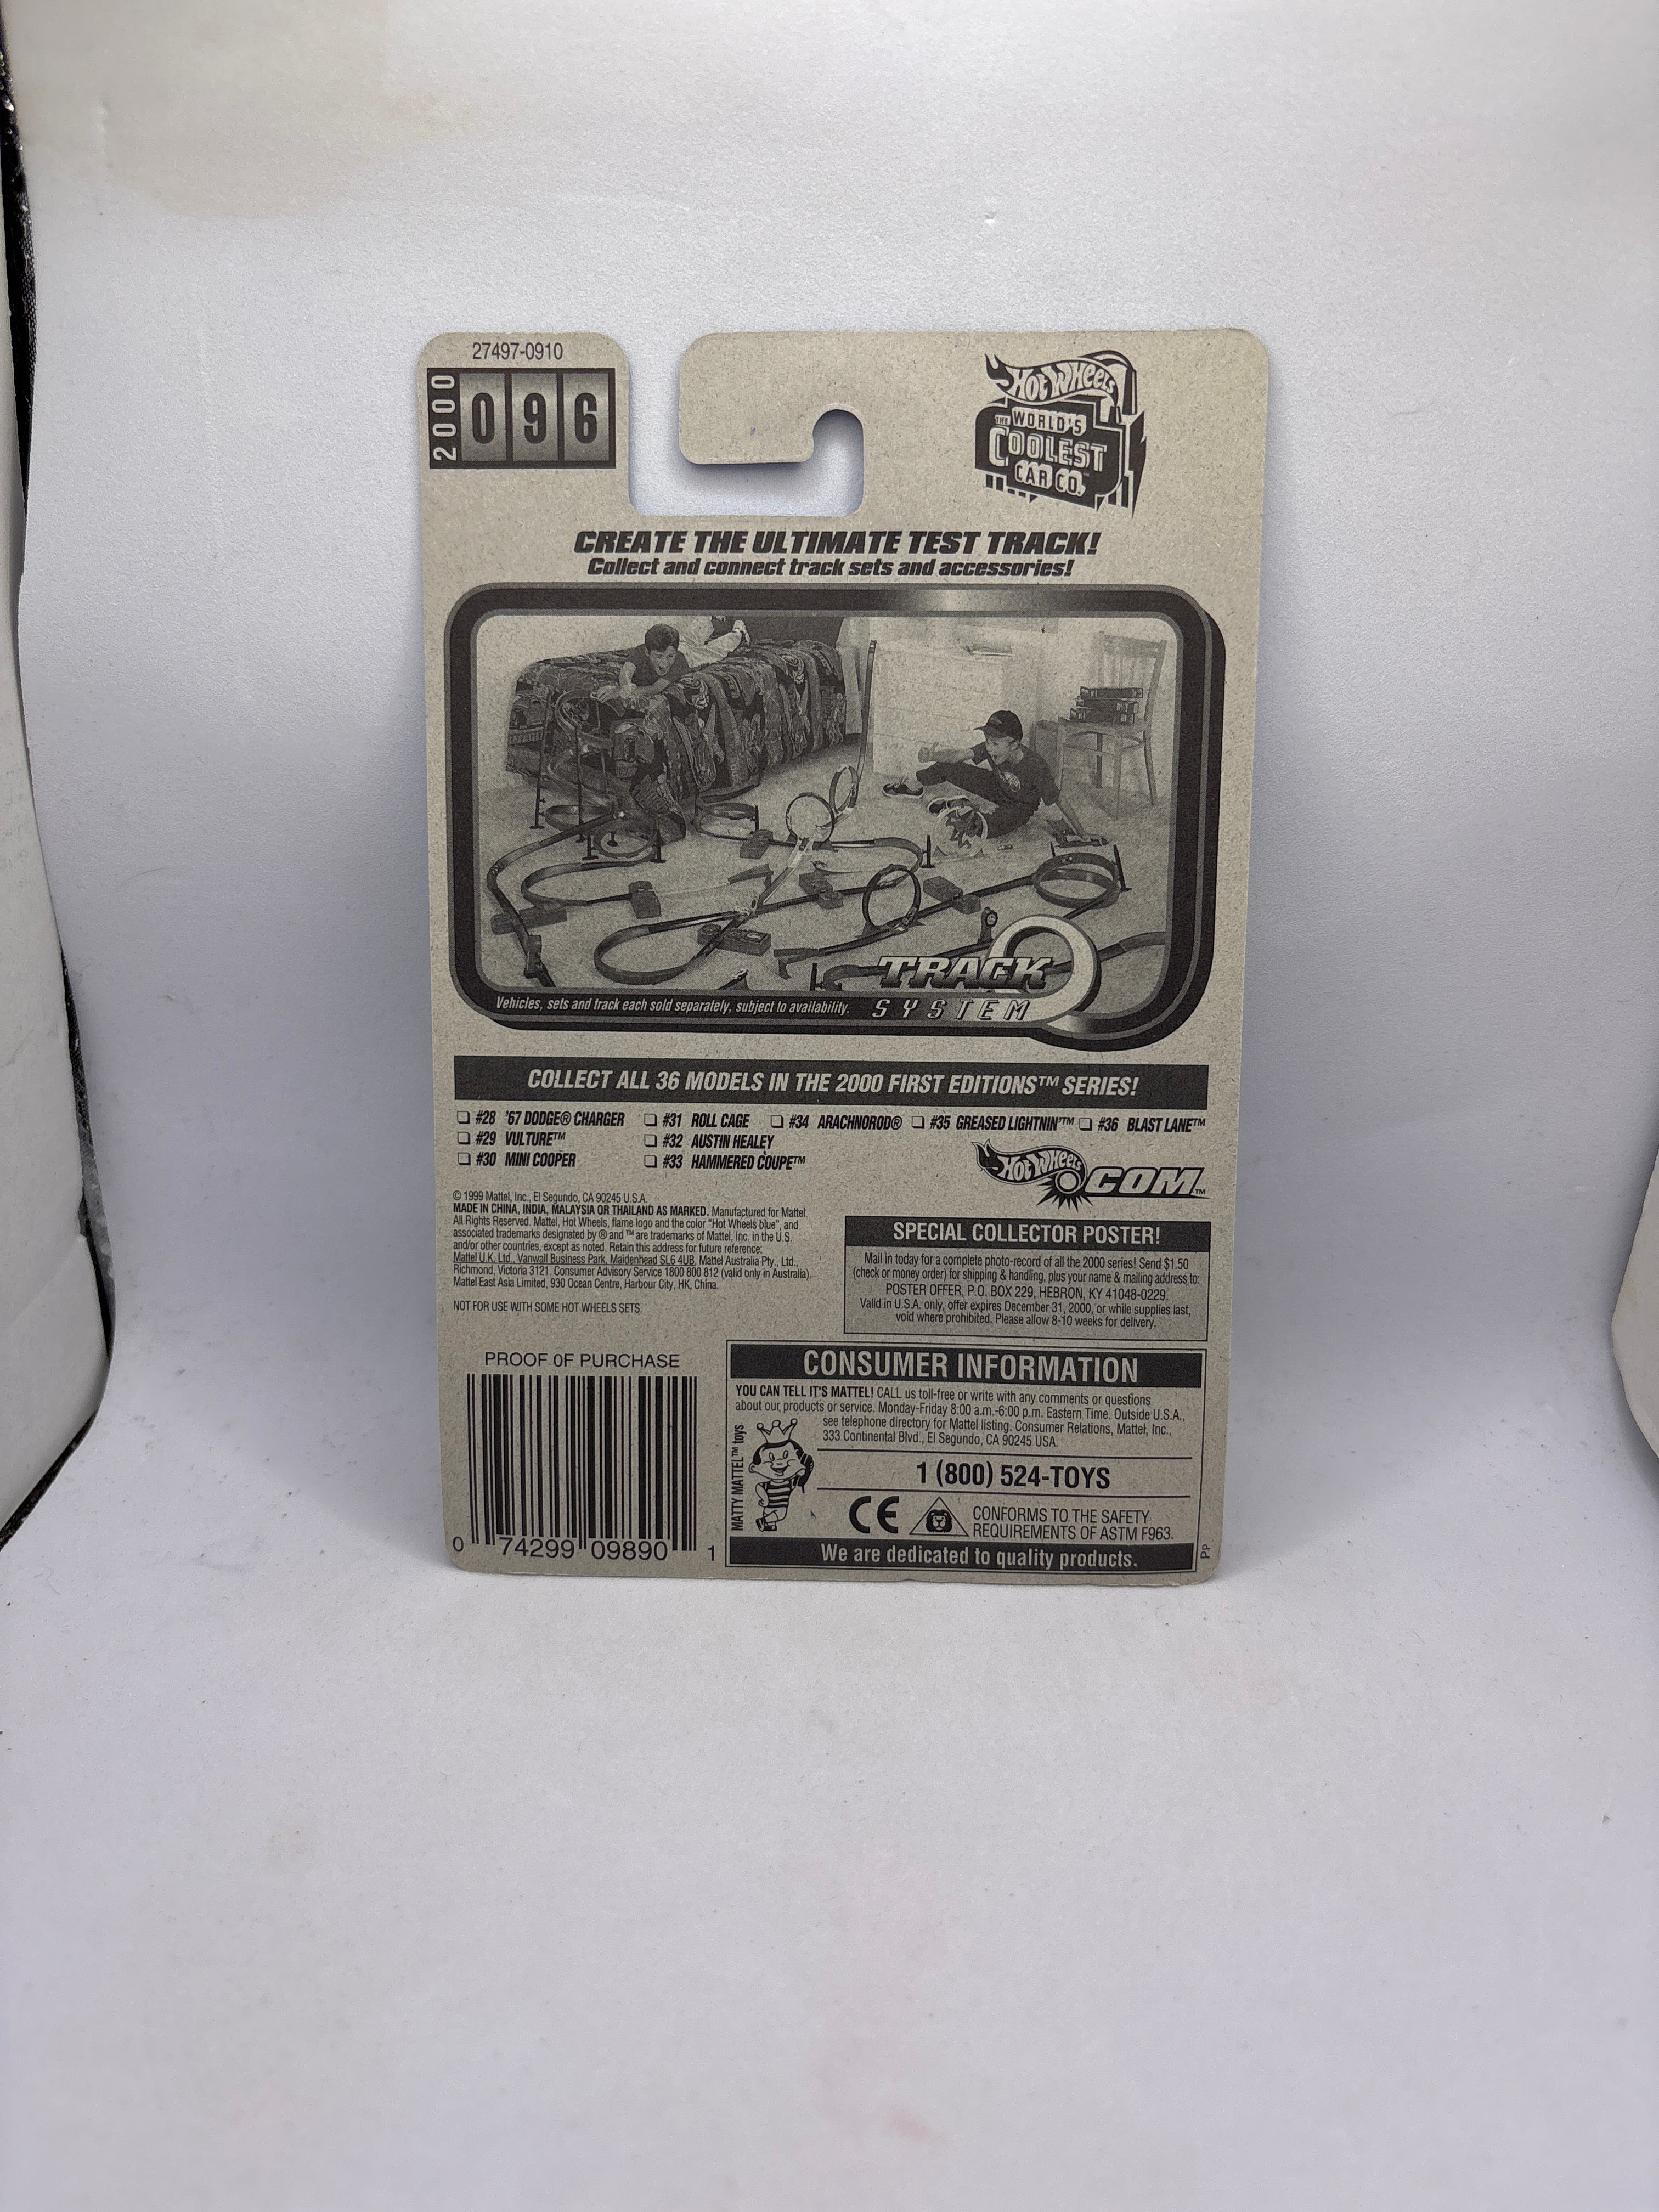 27497-0910
2000
096
HOT WHEELS
THE WORLD'S
COOLEST
CAR CO.™
CREATE THE ULTIMATE TEST TRACK!
Collect and connect track sets and accessories!
TRACK
SYSTEM
Vehicles, sets and track each sold separately, subject to availability.
COLLECT ALL 36 MODELS IN THE 2000 FIRST EDITIONS™ SERIES!
❏ #28 '67 DODGE® CHARGER ❏ #31 ROLL CAGE ❏ #34 ARACHNOROD® ❏ #35 GREASED LIGHTNIN'™ ❏ #36 BLAST LANE™
❏ #29 VULTURE™ ❏ #32 AUSTIN HEALEY
❏ #30 MINI COOPER ❏ #33 HAMMERED COUPE™
HOT WHEELS.COM™
© 1999 Mattel, Inc., El Segundo, CA 90245 U.S.A.
MADE IN CHINA, INDIA, MALAYSIA OR THAILAND AS MARKED. Manufactured for Mattel.
All Rights Reserved. Mattel, Hot Wheels, flame logo and the color "Hot Wheels blue", and
associated trademarks designated by ® and ™ are trademarks of Mattel, Inc. in the U.S.
and/or other countries, except as noted. Retain this address for future reference:
Mattel U.K. Ltd., Vanwall Business Park, Maidenhead SL6 4UB. Mattel Australia Pty., Ltd.,
Richmond, Victoria 3121. Consumer Advisory Service 1800 800 812 (valid only in Australia).
Mattel East Asia Limited, 930 Ocean Centre, Harbour City, HK, China.
NOT FOR USE WITH SOME HOT WHEELS SETS
SPECIAL COLLECTOR POSTER!
Mail in today for a complete photo-record of all the 2000 series! Send $1.50
(check or money order) for shipping & handling, plus your name & mailing address to:
POSTER OFFER, P.O. BOX 229, HEBRON, KY 41048-0229.
Valid in U.S.A. only, offer expires December 31, 2000, or while supplies last,
void where prohibited. Please allow 8-10 weeks for delivery.
PROOF OF PURCHASE
0 74299 09890 1
CONSUMER INFORMATION
YOU CAN TELL IT'S MATTEL! CALL us toll-free or write with any comments or questions
about our products or service. Monday-Friday 8:00 a.m.-6:00 p.m. Eastern Time. Outside U.S.A.,
see telephone directory for Mattel listing. Consumer Relations, Mattel, Inc.,
333 Continental Blvd., El Segundo, CA 90245 USA.
MATTY MATTEL™ toys
1 (800) 524-TOYS
CE
CONFORMS TO THE SAFETY
REQUIREMENTS OF ASTM F963.
We are dedicated to quality products.
PP